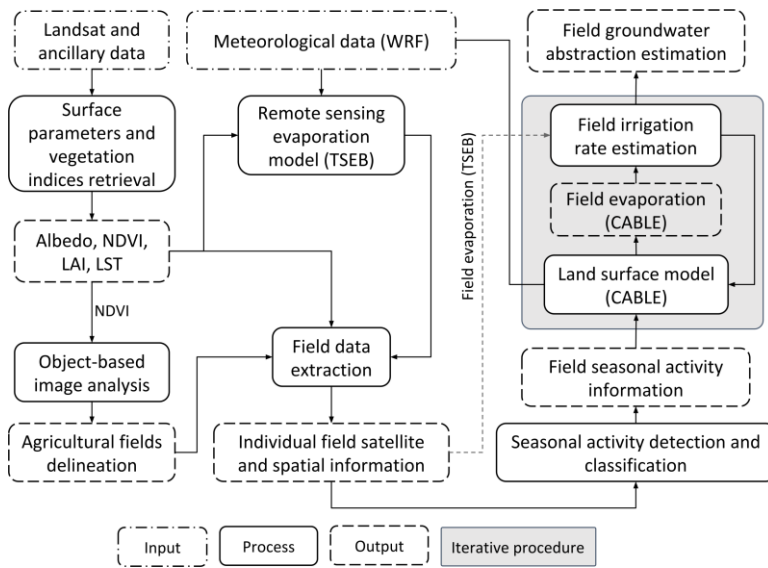 Landsat and
ancillary data
Meteorological data (WRF)
Field groundwater
abstraction estimation
Surface
parameters and
vegetation
indices retrieval
Remote sensing
evaporation
model (TSEB)
Field irrigation
rate estimation
Field evaporation (TSEB)
Field evaporation
(CABLE)
Albedo, NDVI,
LAI, LST
Land surface model
(CABLE)
NDVI
Object-based
image analysis
Field data
extraction
Field seasonal activity
information
Agricultural fields
delineation
Individual field satellite
and spatial information
Seasonal activity detection and
classification
Input
Process
Output
Iterative procedure